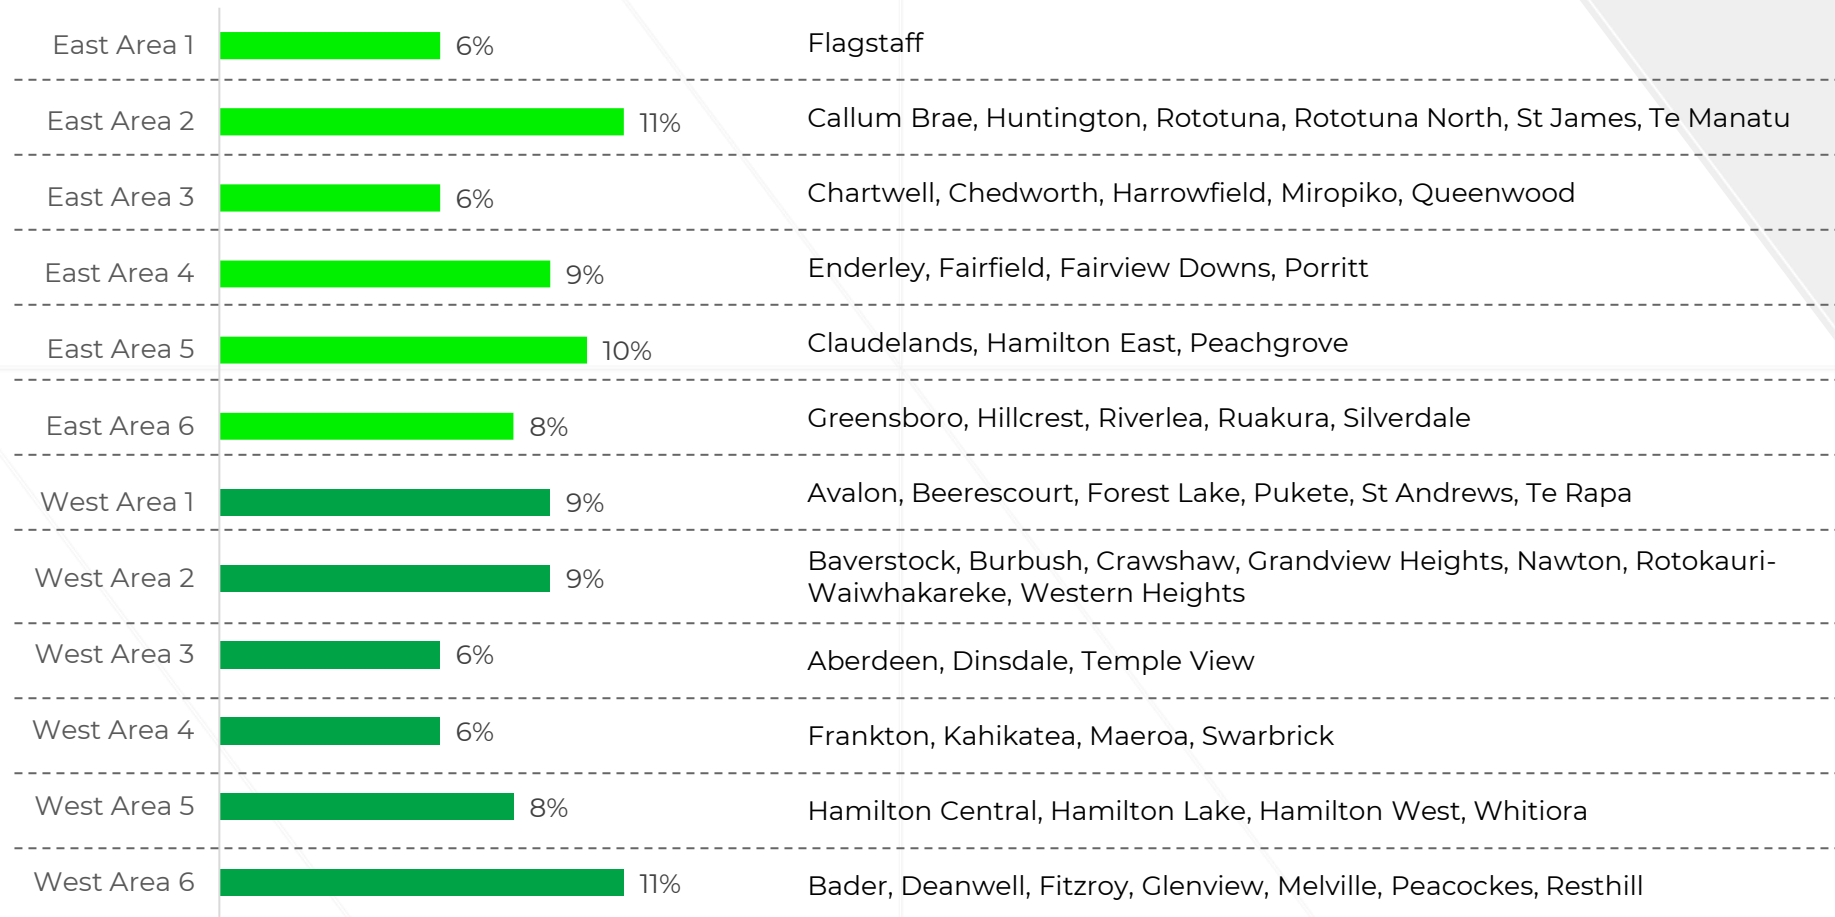 East Area 1 6% Flagstaff
East Area 2 11% Callum Brae, Huntington, Rototuna, Rototuna North, St James, Te Manatu
East Area 3 6% Chartwell, Chedworth, Harrowfield, Miropiko, Queenwood
East Area 4 9% Enderley, Fairfield, Fairview Downs, Porritt
East Area 5 10% Claudelands, Hamilton East, Peachgrove
East Area 6 8% Greensboro, Hillcrest, Riverlea, Ruakura, Silverdale
West Area 1 9% Avalon, Beerescourt, Forest Lake, Pukete, St Andrews, Te Rapa
West Area 2 9% Baverstock, Burbush, Crawshaw, Grandview Heights, Nawton, Rotokauri-
Waiwhakareke, Western Heights
West Area 3 6% Aberdeen, Dinsdale, Temple View
West Area 4 6% Frankton, Kahikatea, Maeroa, Swarbrick
West Area 5 8% Hamilton Central, Hamilton Lake, Hamilton West, Whitiora
West Area 6 11% Bader, Deanwell, Fitzroy, Glenview, Melville, Peacockes, Resthill